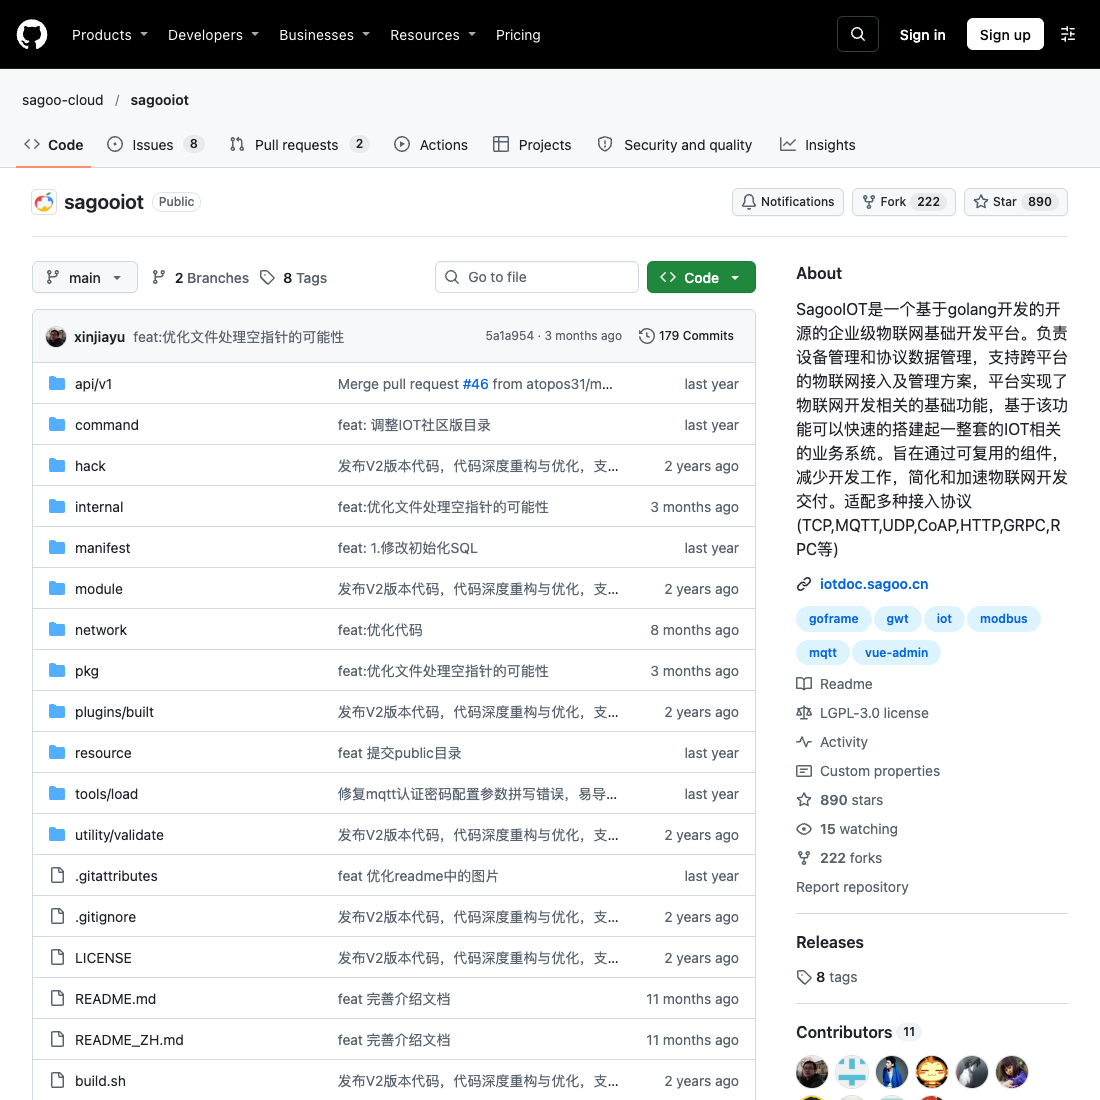 Products Developers Businesses Resources Pricing Sign in Sign up
sagoo-cloud / sagooiot
Code Issues 8 Pull requests 2 Actions Projects Security and quality Insights
sagooiot Public Notifications Fork 222 Star 890
main 2 Branches 8 Tags Go to file Code
xinjiayu feat:优化文件处理空指针的可能性 5a1a954 · 3 months ago 179 Commits
api/v1 Merge pull request #46 from atopos31/m... last year
command feat: 调整IOT社区版目录 last year
hack 发布V2版本代码，代码深度重构与优化，支... 2 years ago
internal feat:优化文件处理空指针的可能性 3 months ago
manifest feat: 1.修改初始化SQL last year
module 发布V2版本代码，代码深度重构与优化，支... 2 years ago
network feat:优化代码 8 months ago
pkg feat:优化文件处理空指针的可能性 3 months ago
plugins/built 发布V2版本代码，代码深度重构与优化，支... 2 years ago
resource feat 提交public目录 last year
tools/load 修复mqtt认证密码配置参数拼写错误，易导... last year
utility/validate 发布V2版本代码，代码深度重构与优化，支... 2 years ago
.gitattributes feat 优化readme中的图片 last year
.gitignore 发布V2版本代码，代码深度重构与优化，支... 2 years ago
LICENSE 发布V2版本代码，代码深度重构与优化，支... 2 years ago
README.md feat 完善介绍文档 11 months ago
README_ZH.md feat 完善介绍文档 11 months ago
build.sh 发布V2版本代码，代码深度重构与优化，支... 2 years ago
About
SagooIOT是一个基于golang开发的开
源的企业级物联网基础开发平台。负责
设备管理和协议数据管理，支持跨平台
的物联网接入及管理方案，平台实现了
物联网开发相关的基础功能，基于该功
能可以快速的搭建起一整套的IOT相关
的业务系统。旨在通过可复用的组件，
减少开发工作，简化和加速物联网开发
交付。适配多种接入协议
(TCP,MQTT,UDP,CoAP,HTTP,GRPC,R
PC等)
iotdoc.sagoo.cn
goframe gwt iot modbus
mqtt vue-admin
Readme
LGPL-3.0 license
Activity
Custom properties
890 stars
15 watching
222 forks
Report repository
Releases
8 tags
Contributors 11